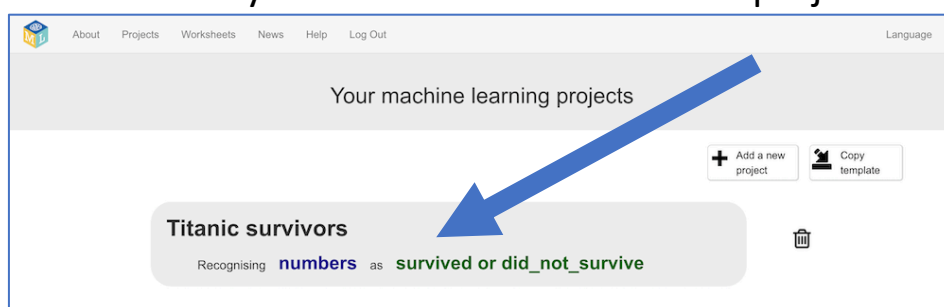 About Projects Worksheets News Help Log Out Language
Your machine learning projects
Add a new
project
Copy
template
Titanic survivors
Recognising numbers as survived or did_not_survive